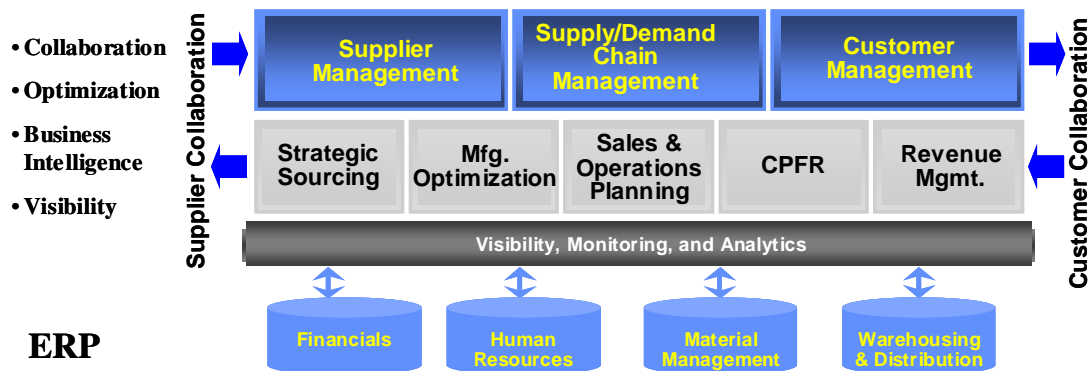 • Collaboration
• Optimization
• Business
Intelligence
• Visibility
Supplier Collaboration
Supplier
Management
Supply/Demand
Chain
Management
Customer
Management
Customer Collaboration
Strategic
Sourcing
Mfg.
Optimization
Sales &
Operations
Planning
CPFR
Revenue
Mgmt.
Visibility, Monitoring, and Analytics
ERP
Financials
Human
Resources
Material
Management
Warehousing
& Distribution